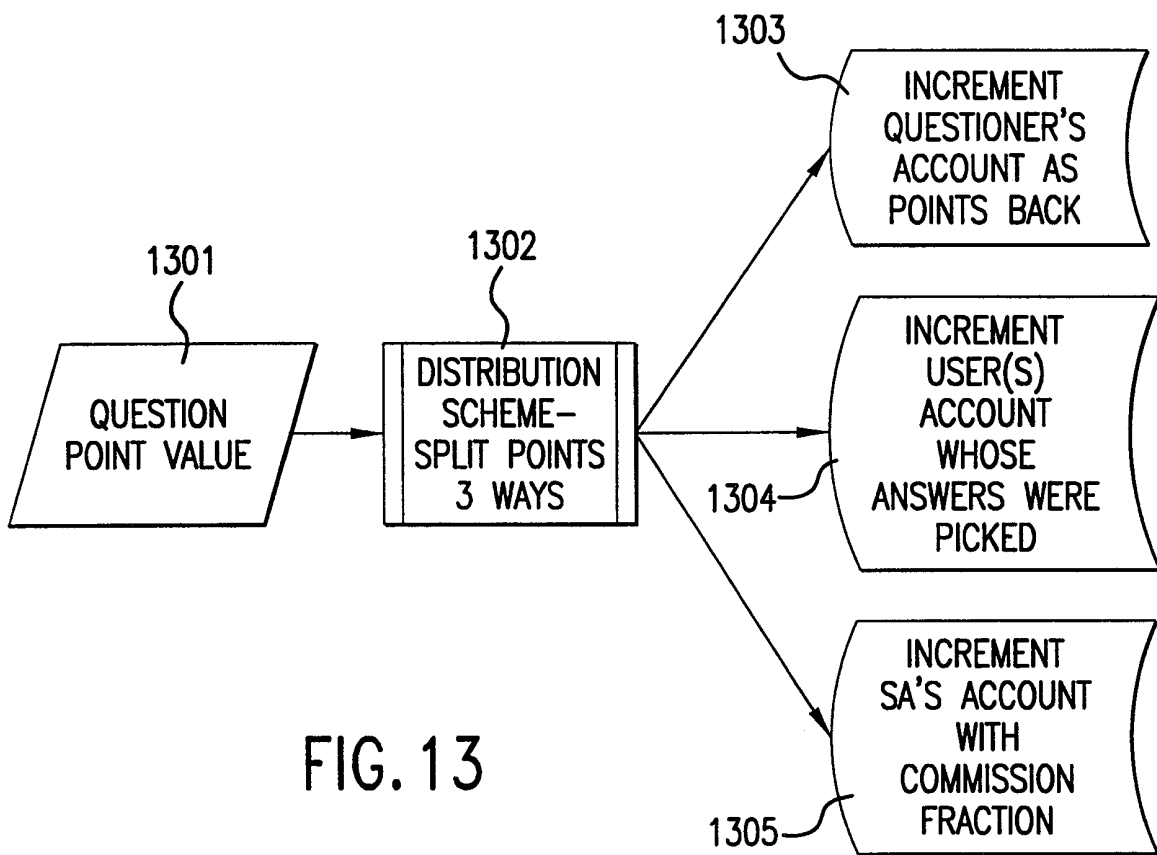 1301
QUESTION
POINT VALUE
1302
DISTRIBUTION
SCHEME-
SPLIT POINTS
3 WAYS
1303
INCREMENT
QUESTIONER'S
ACCOUNT AS
POINTS BACK
1304
INCREMENT
USER(S)
ACCOUNT
WHOSE
ANSWERS WERE
PICKED
1305
INCREMENT
SA'S ACCOUNT
WITH
COMMISSION
FRACTION
FIG. 13